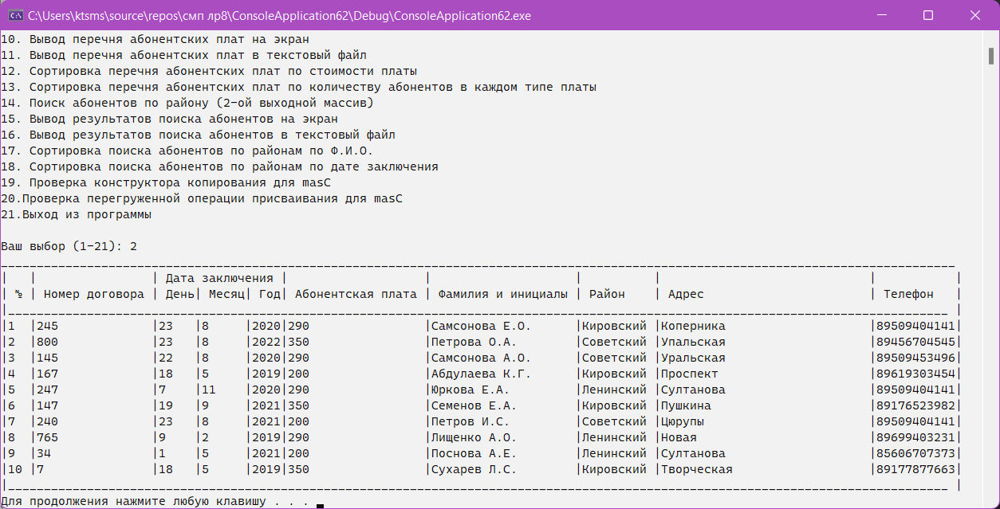 C:\Users\ktsms\source\repos\смп лр8\ConsoleApplication62\Debug\ConsoleApplication62.exe
10. Вывод перечня абонентских плат на экран
11. Вывод перечня абонентских плат в текстовый файл
12. Сортировка перечня абонентских плат по стоимости платы
13. Сортировка перечня абонентских плат по количеству абонентов в каждом типе платы
14. Поиск абонентов по району (2-ой выходной массив)
15. Вывод результатов поиска абонентов на экран
16. Вывод результатов поиска абонентов в текстовый файл
17. Сортировка поиска абонентов по районам по Ф.И.О.
18. Сортировка поиска абонентов по районам по дате заключения
19. Проверка конструктора копирования для masC
20.Проверка перегруженной операции присваивания для masC
21.Выход из программы
Ваш выбор (1-21): 2
| | | Дата заключения | | | | | |
| % | Номер договора | День| Месяц| Год| Абонентская плата | Фамилия и инициалы | Район | Адрес | Телефон |
|1 |245 |23 |8 |2020|290 |Самсонова Е.О. |Кировский |Коперника |89509404141|
|2 |800 |23 |8 |2022|350 |Петрова О.А. |Советский |Упальская |89456704545|
|3 |145 |22 |8 |2020|290 |Самсонова А.О. |Советский |Уральская |89509453496|
|4 |167 |18 |5 |2019|200 |Абдулаева К.Г. |Кировский |Проспект |89619303454|
|5 |247 |7 |11 |2020|290 |Юркова Е.А. |Ленинский |Султанова |89509404141|
|6 |147 |19 |9 |2021|350 |Семенов Е.А. |Кировский |Пушкина |89176523982|
|7 |240 |23 |8 |2021|200 |Петров И.С. |Советский |Цюрупы |89509404141|
|8 |765 |9 |2 |2019|290 |Лищенко А.О. |Ленинский |Новая |89699403231|
|9 |34 |1 |5 |2021|200 |Поснова А.Е. |Ленинский |Султанова |85606707373|
|10 |7 |18 |5 |2019|350 |Сухарев Л.С. |Кировский |Творческая |89177877663|
Для продолжения нажмите любую клавишу . . .